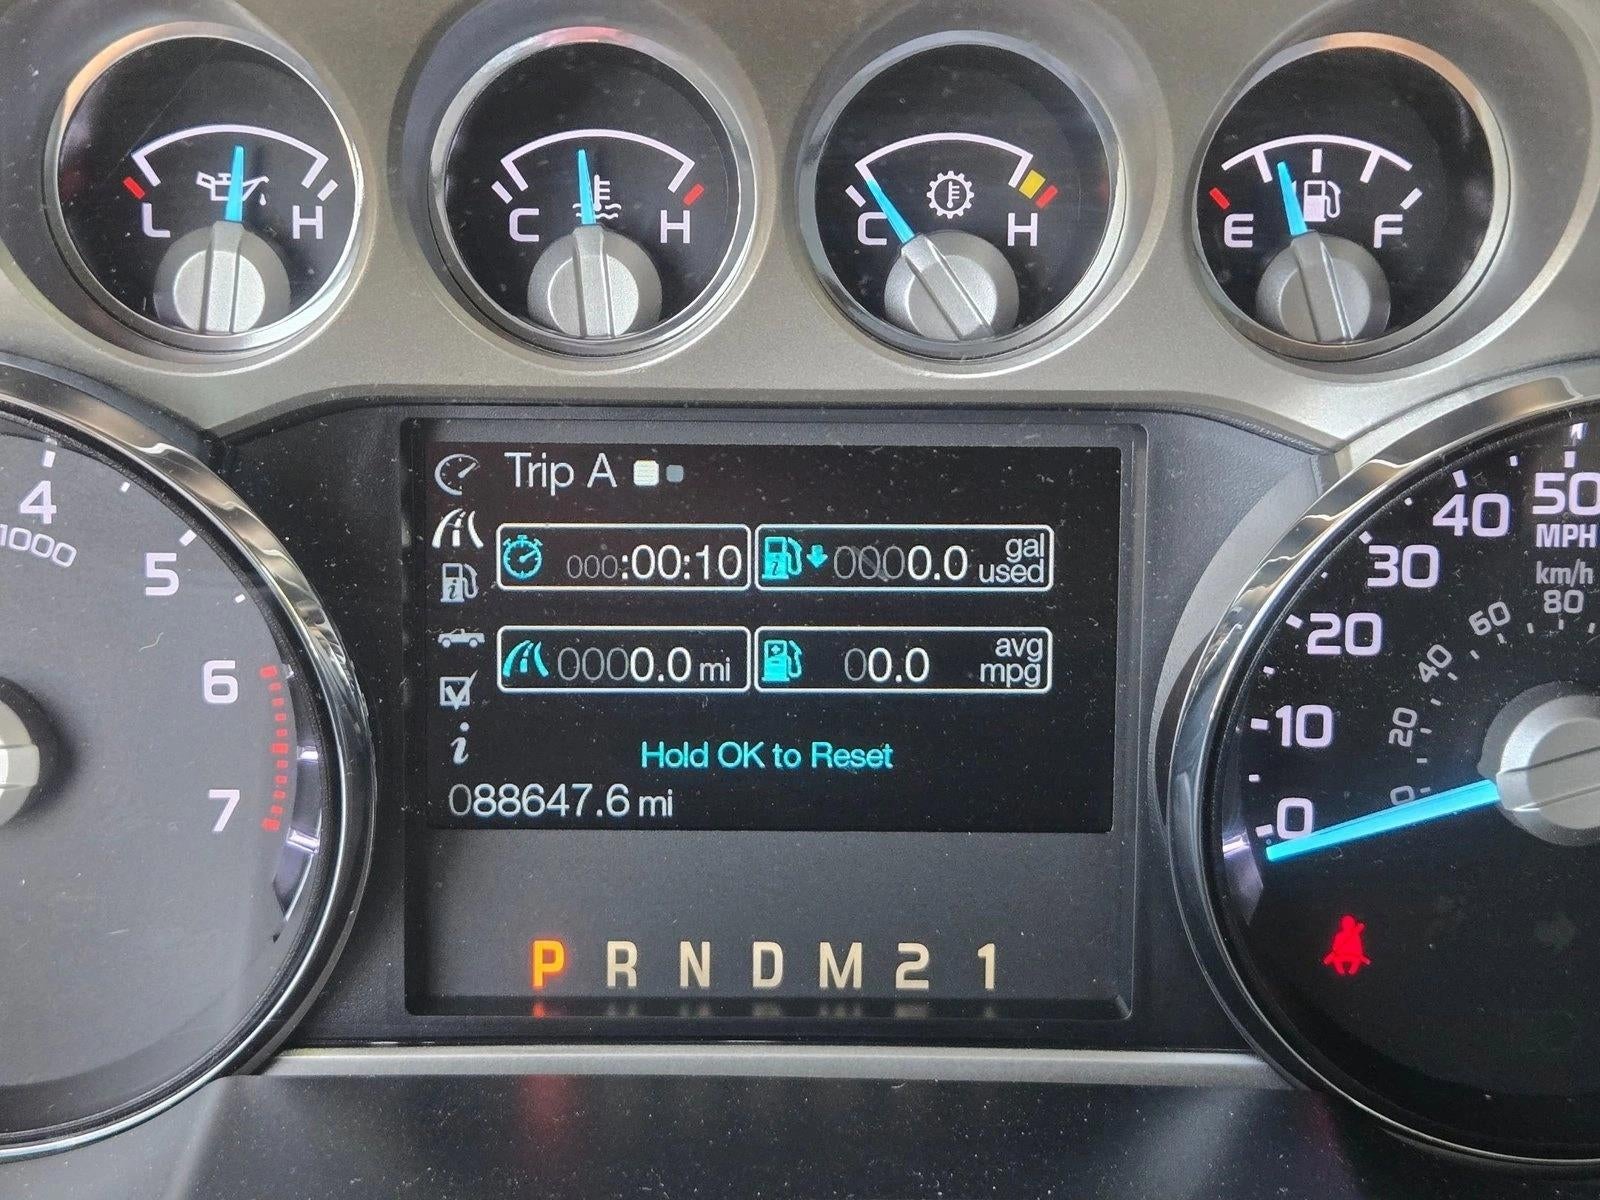 L H
C H
C H
E F
Trip A
000:00:10
0000.0 gal used
0000.0 mi
00.0 avg mpg
Hold OK to Reset
088647.6 mi
P R N D M 2 1
4
1000
5
6
7
0
10
20
30
40
50
MPH
km/h
0
20
40
60
80